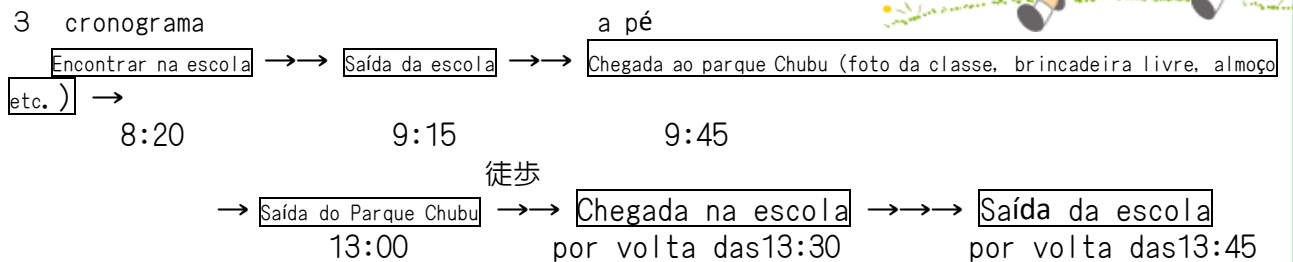 3 cronograma a pé
Encontrar na escola →→ Saída da escola →→ Chegada ao parque Chubu (foto da classe, brincadeira livre, almoço
etc.) →
8:20 9:15 9:45
徒歩
→ Saída do Parque Chubu →→ Chegada na escola →→→ Saída da escola
13:00 por volta das13:30 por volta das13:45